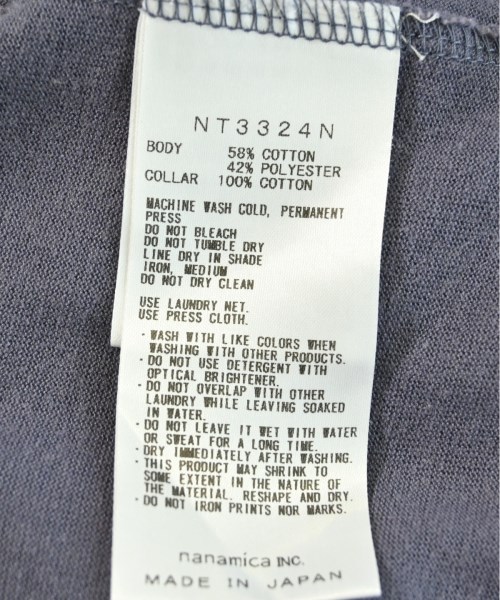 NT3324N
BODY 58% COTTON
42% POLYESTER
COLLAR 100% COTTON
MACHINE WASH COLD, PERMANENT
PRESS
DO NOT BLEACH
DO NOT TUMBLE DRY
LINE DRY IN SHADE
IRON, MEDIUM
DO NOT DRY CLEAN
USE LAUNDRY NET.
USE PRESS CLOTH.
・WASH WITH LIKE COLORS WHEN
WASHING WITH OTHER PRODUCTS.
・DO NOT USE DETERGENT WITH
OPTICAL BRIGHTENER.
・DO NOT OVERLAP WITH OTHER
LAUNDRY WHILE LEAVING SOAKED
IN WATER.
・DO NOT LEAVE IT WET WITH WATER
OR SWEAT FOR A LONG TIME.
・DRY IMMEDIATELY AFTER WASHING.
・THIS PRODUCT MAY SHRINK TO
SOME EXTENT IN THE NATURE OF
THE MATERIAL. RESHAPE AND DRY.
・DO NOT IRON PRINTS NOR MARKS.
nanamica INC.
MADE IN JAPAN